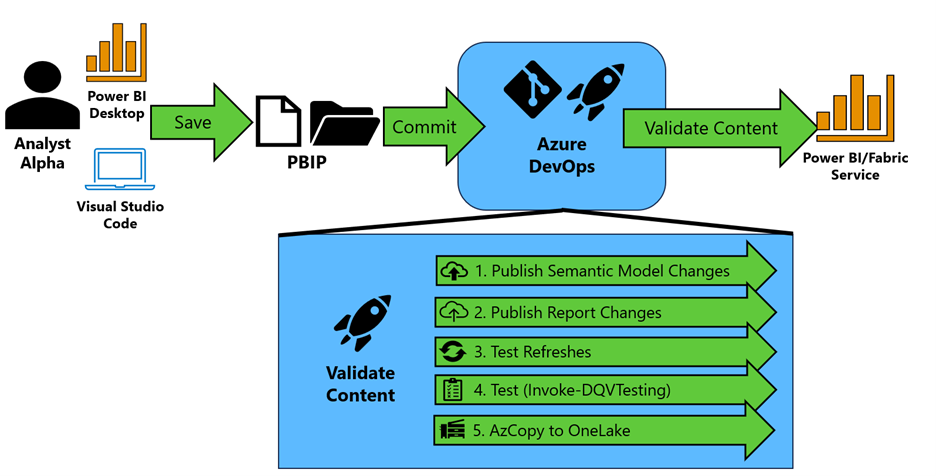 Analyst
Alpha
Power BI
Desktop
Visual Studio
Code
Save
PBIP
Commit
Azure
DevOps
Validate Content
Power BI/Fabric
Service
Validate
Content
1. Publish Semantic Model Changes
2. Publish Report Changes
3. Test Refreshes
4. Test (Invoke-DQVTesting)
5. AzCopy to OneLake